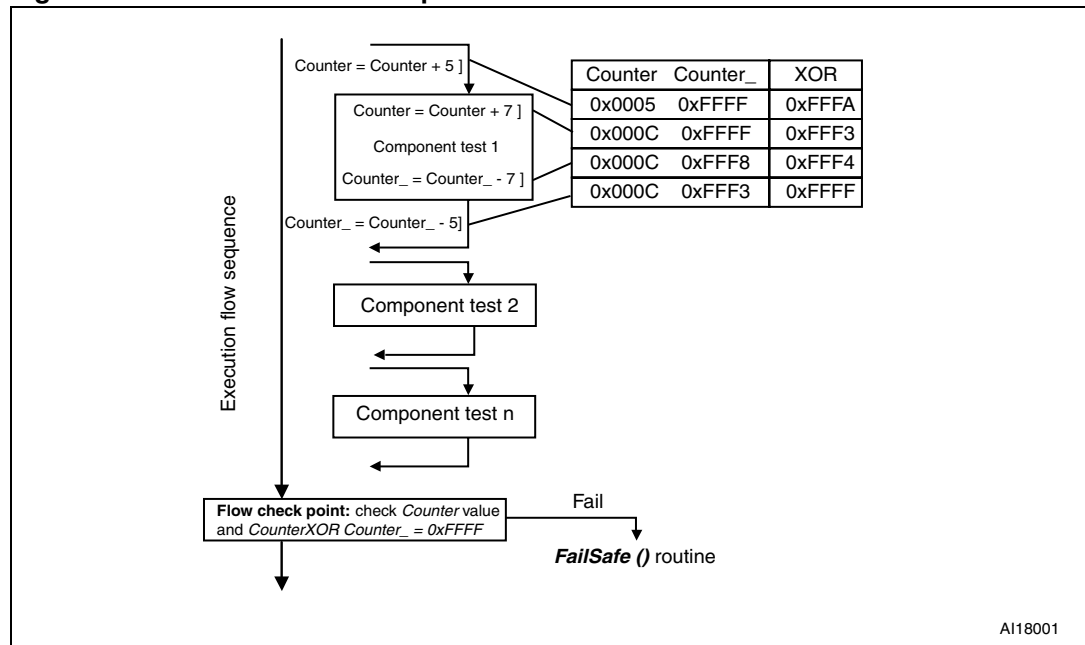 Counter = Counter + 5 ]
Counter = Counter + 7 ]
Component test 1
Counter_ = Counter_ - 7 ]
Counter_ = Counter_ - 5]
Counter Counter_ XOR
0x0005 0xFFFF 0xFFFA
0x000C 0xFFFF 0xFFF3
0x000C 0xFFF8 0xFFF4
0x000C 0xFFF3 0xFFFF
Execution flow sequence
Component test 2
Component test n
Flow check point: check Counter value
and CounterXOR Counter_ = 0xFFFF
Fail
FailSafe () routine
AI18001